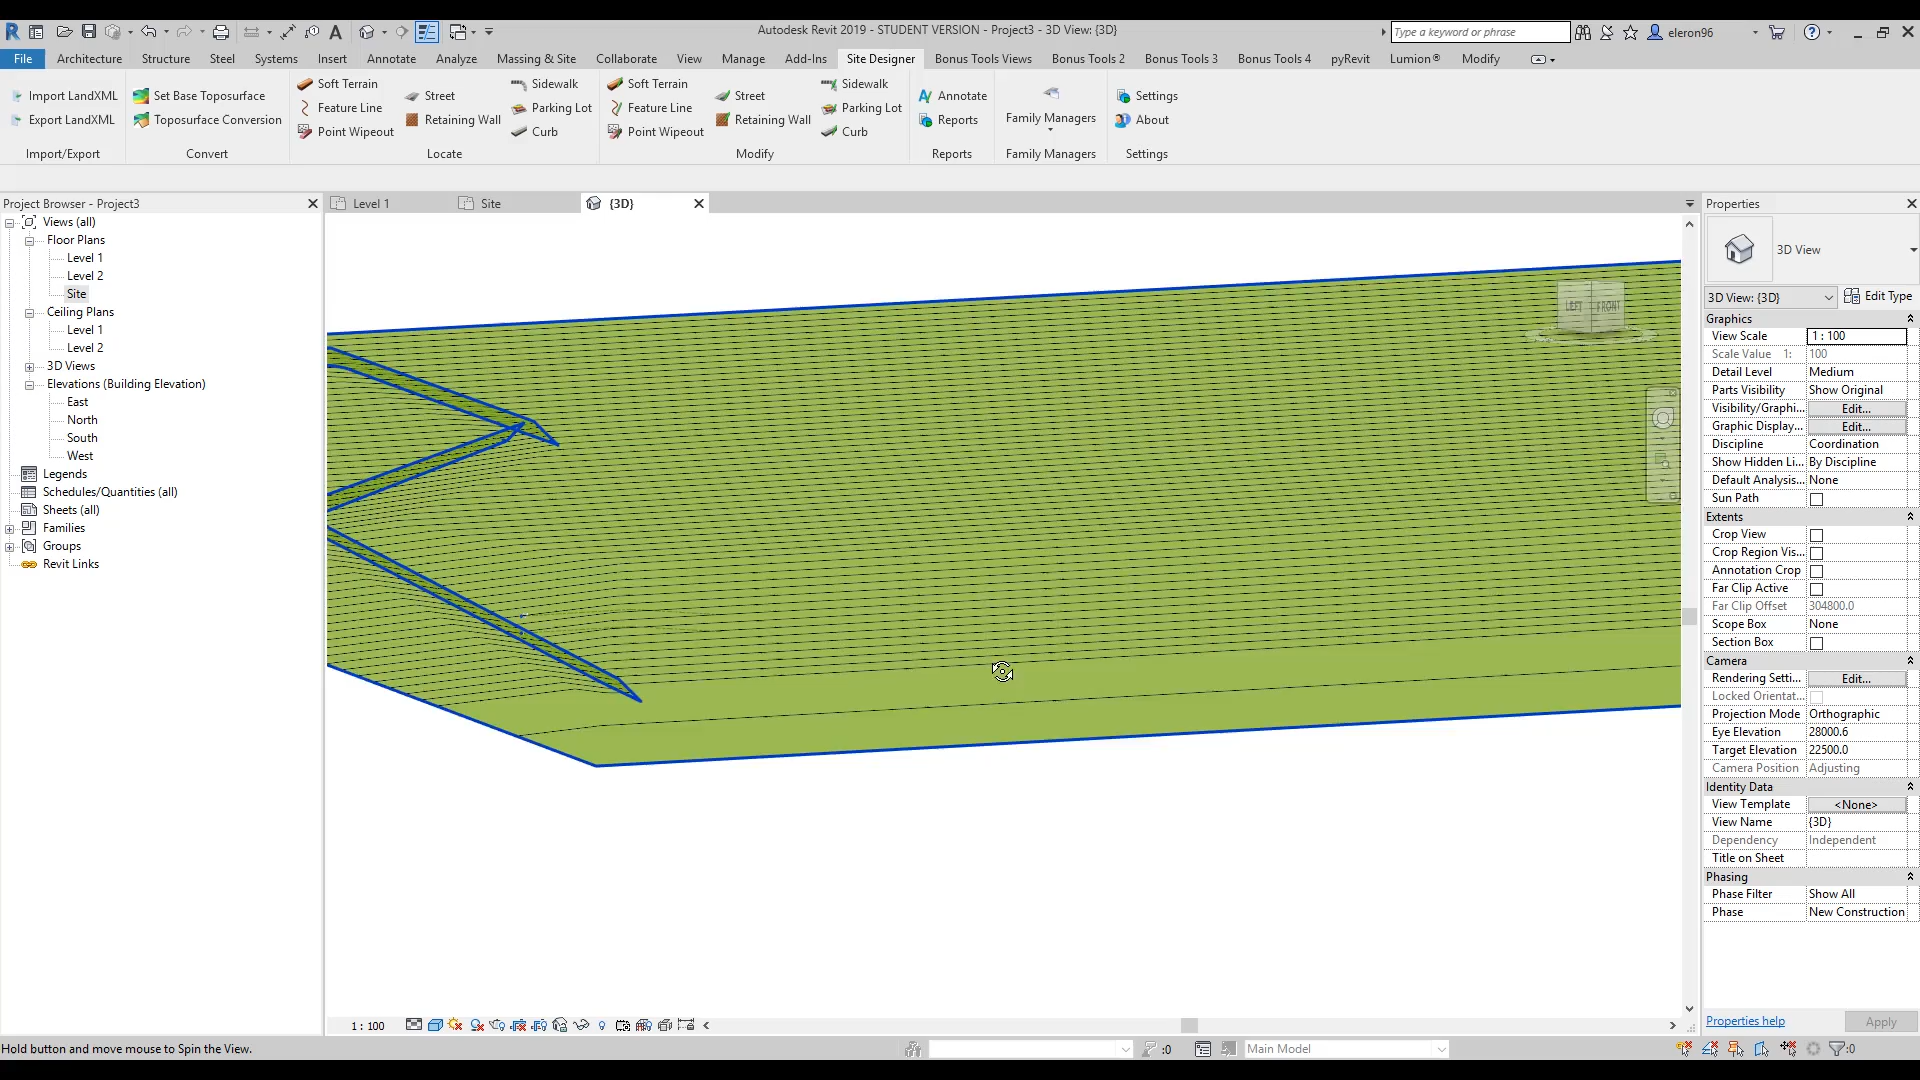 Autodesk Revit 2019 - STUDENT VERSION - Project3 - 3D View: {3D}
Type a keyword or phrase
eleron96
File Architecture Structure Steel Systems Insert Annotate Analyze Massing & Site Collaborate View Manage Add-Ins Site Designer Bonus Tools Views Bonus Tools 2 Bonus Tools 3 Bonus Tools 4 pyRevit Lumion® Modify
Import LandXML
Export LandXML
Import/Export
Set Base Toposurface
Toposurface Conversion
Convert
Soft Terrain
Feature Line
Point Wipeout
Street
Retaining Wall
Sidewalk
Parking Lot
Curb
Locate
Soft Terrain
Feature Line
Point Wipeout
Street
Retaining Wall
Sidewalk
Parking Lot
Curb
Modify
Annotate
Reports
Reports
Family Managers
Family Managers
Settings
About
Settings
Project Browser - Project3
Views (all)
Floor Plans
Level 1
Level 2
Site
Ceiling Plans
Level 1
Level 2
3D Views
Elevations (Building Elevation)
East
North
South
West
Legends
Schedules/Quantities (all)
Sheets (all)
Families
Groups
Revit Links
Level 1 Site {3D}
LEFT FRONT
Properties
3D View
3D View: {3D} Edit Type
Graphics
View Scale 1 : 100
Scale Value 1: 100
Detail Level Medium
Parts Visibility Show Original
Visibility/Graphi... Edit...
Graphic Display... Edit...
Discipline Coordination
Show Hidden Li... By Discipline
Default Analysis... None
Sun Path
Extents
Crop View
Crop Region Vis...
Annotation Crop
Far Clip Active
Far Clip Offset 304800.0
Scope Box None
Section Box
Camera
Rendering Setti... Edit...
Locked Orientat...
Projection Mode Orthographic
Eye Elevation 28000.6
Target Elevation 22500.0
Camera Position Adjusting
Identity Data
View Template <None>
View Name {3D}
Dependency Independent
Title on Sheet
Phasing
Phase Filter Show All
Phase New Construction
Properties help Apply
1 : 100
Hold button and move mouse to Spin the View.
:0
Main Model
:0